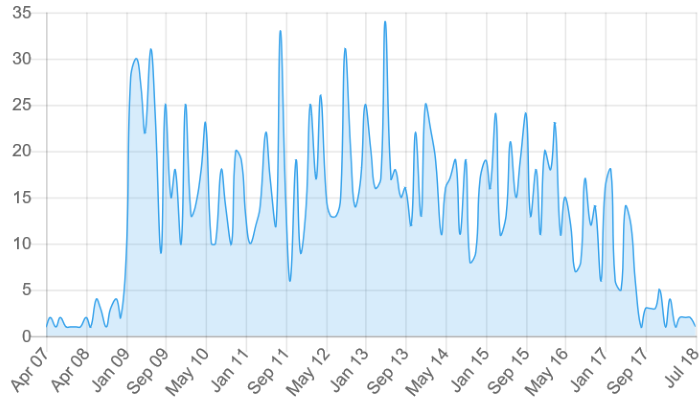 35
30
25
20
15
10
5
0
Apr 07
Apr 08
Jan 09
Sep 09
May 10
Jan 11
Sep 11
May 12
Jan 13
Sep 13
May 14
Jan 15
Sep 15
May 16
Jan 17
Sep 17
Jul 18